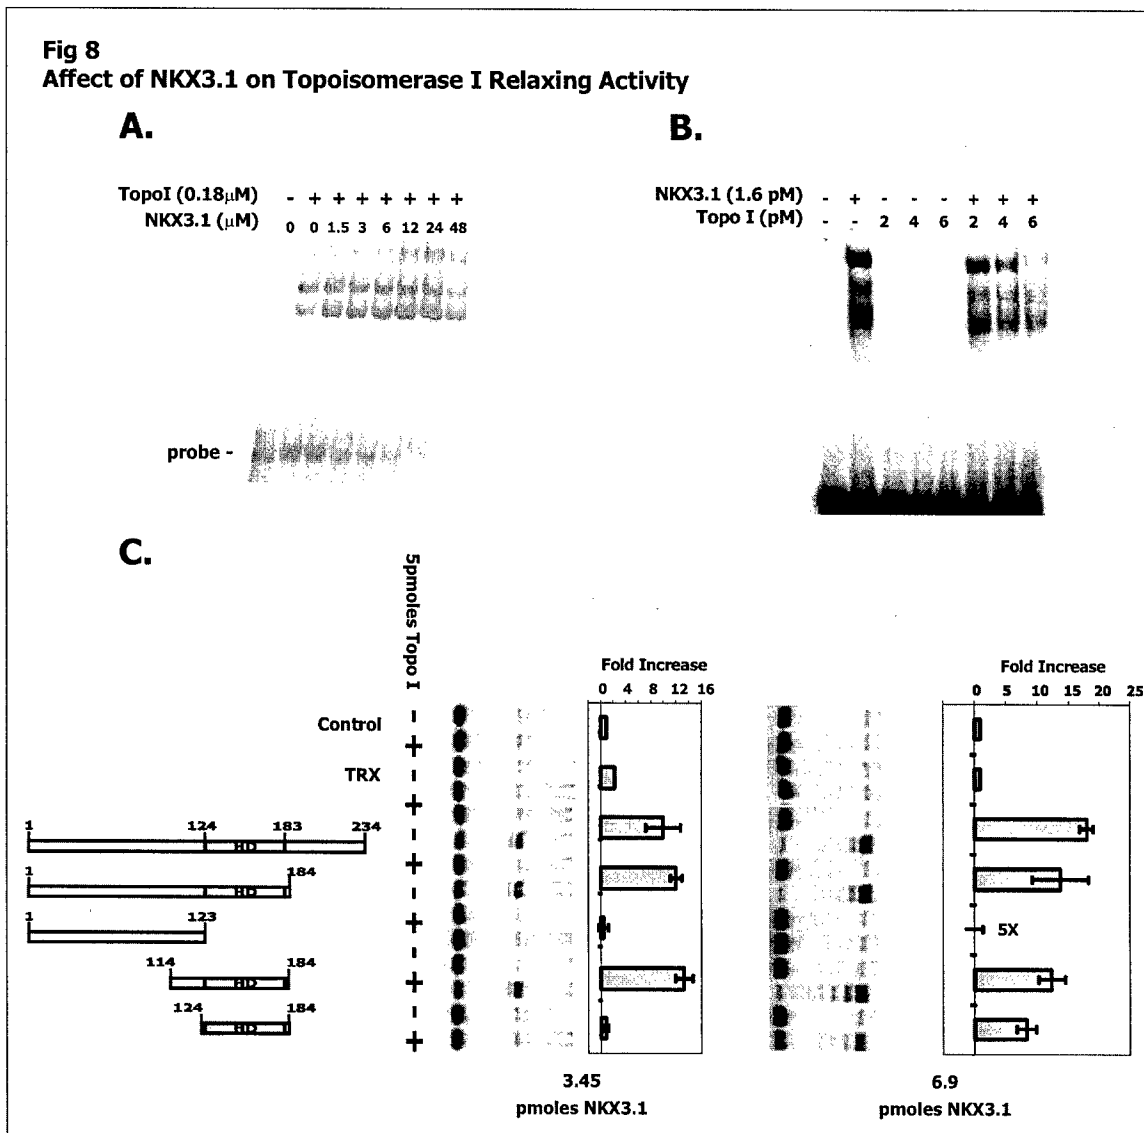 Fig 8
Affect of NKX3.1 on Topoisomerase I Relaxing Activity
A.
TopoI (0.18μM) - + + + + + + +
NKX3.1 (μM) 0 0 1.5 3 6 12 24 48
probe -
B.
NKX3.1 (1.6 pM) - + - - - + + +
Topo I (pM) - - 2 4 6 2 4 6
C.
5pmoles Topo I
- + - + - + - + - + - +
Control
TRX
1 124 183 234
HD
1 184
HD
1 123
114 184
HD
124 184
HD
Fold Increase
0 4 8 12 16
3.45
pmoles NKX3.1
Fold Increase
0 5 10 15 20 25
5X
6.9
pmoles NKX3.1